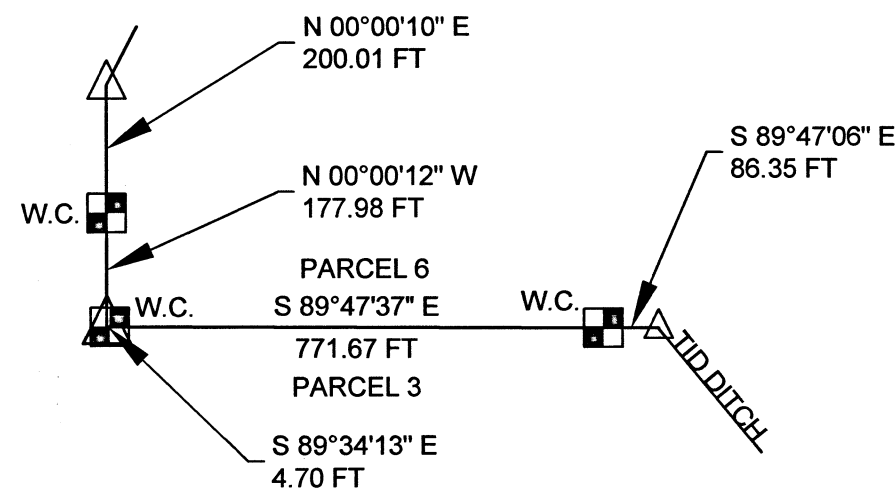 N 00°00'10" E
200.01 FT
S 89°47'06" E
86.35 FT
N 00°00'12" W
177.98 FT
W.C.
PARCEL 6
W.C.
S 89°47'37" E
W.C.
771.67 FT
PARCEL 3
TID DITCH
S 89°34'13" E
4.70 FT